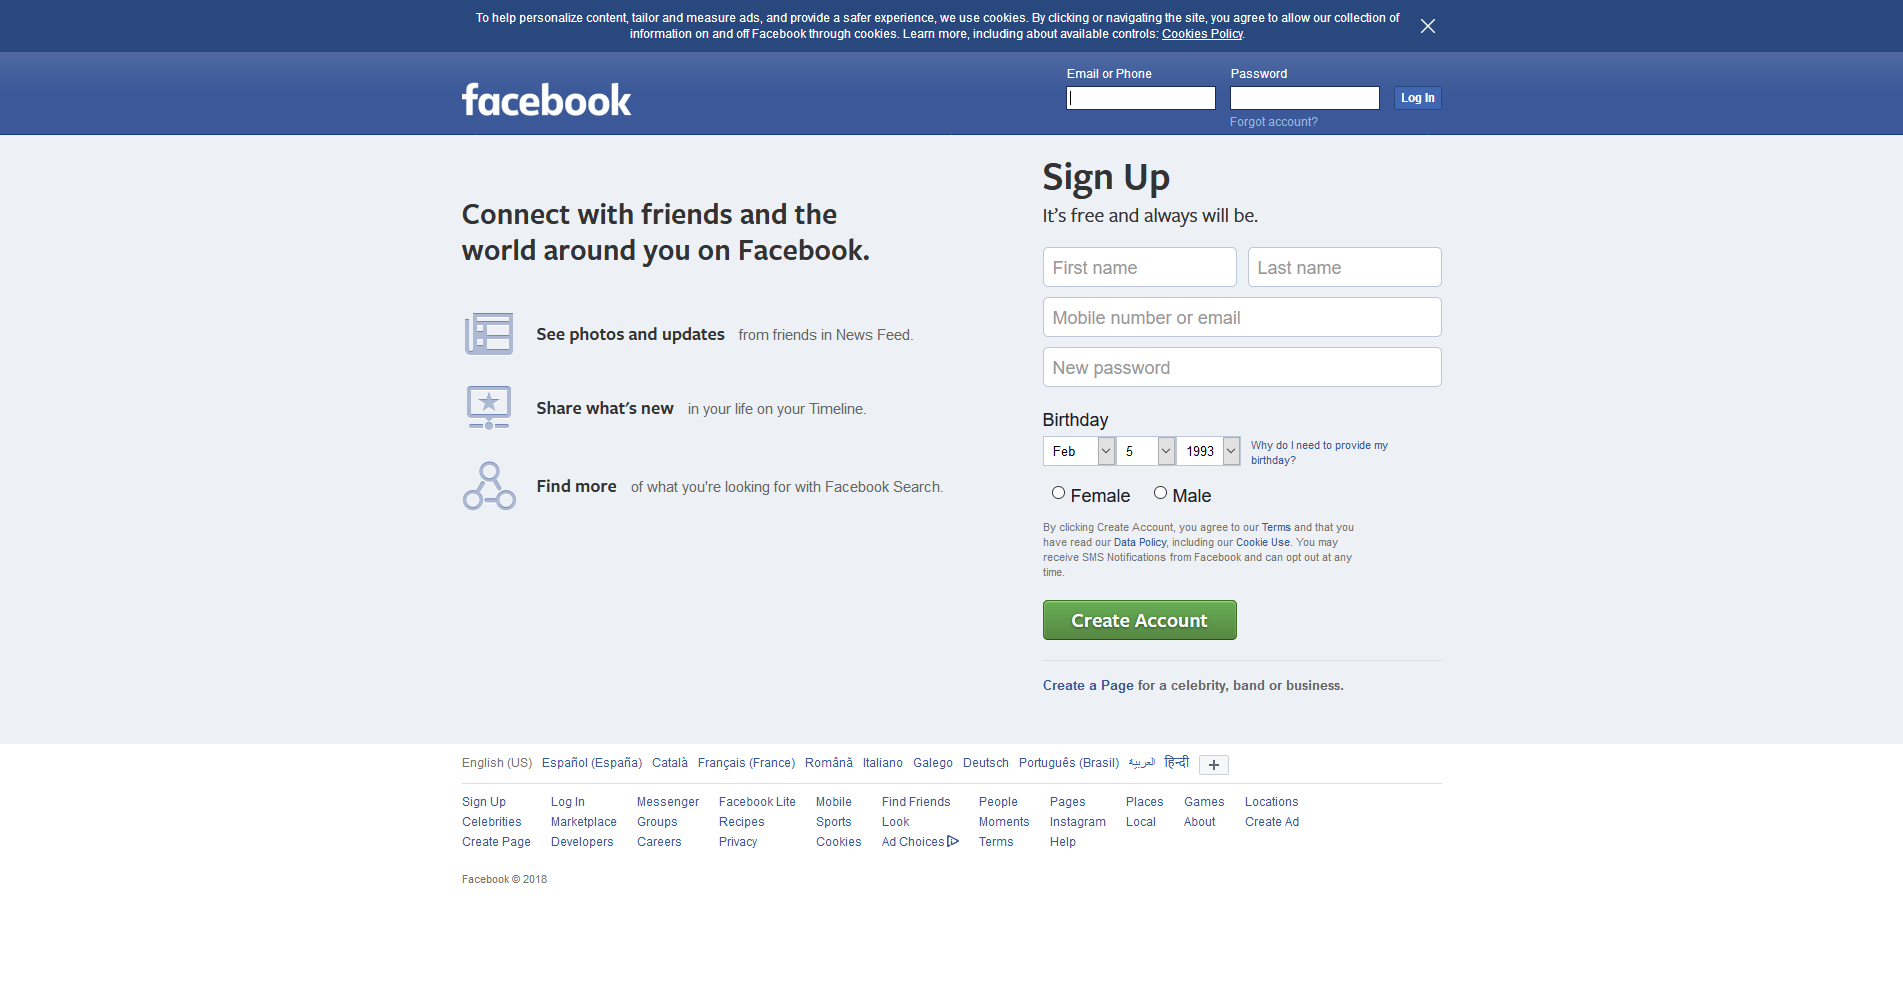 To help personalize content, tailor and measure ads, and provide a safer experience, we use cookies. By clicking or navigating the site, you agree to allow our collection of
information on and off Facebook through cookies. Learn more, including about available controls: Cookies Policy.
facebook
Email or Phone
Password
Log In
Forgot account?
Connect with friends and the
world around you on Facebook.
See photos and updates from friends in News Feed.
Share what's new in your life on your Timeline.
Find more of what you're looking for with Facebook Search.
Sign Up
It's free and always will be.
First name
Last name
Mobile number or email
New password
Birthday
Feb 5 1993
Why do I need to provide my
birthday?
Female Male
By clicking Create Account, you agree to our Terms and that you
have read our Data Policy, including our Cookie Use. You may
receive SMS Notifications from Facebook and can opt out at any
time.
Create Account
Create a Page for a celebrity, band or business.
English (US) Español (España) Català Français (France) Română Italiano Galego Deutsch Português (Brasil) العربية हिन्दी
Sign Up Log In Messenger Facebook Lite Mobile Find Friends People Pages Places Games Locations
Celebrities Marketplace Groups Recipes Sports Look Moments Instagram Local About Create Ad
Create Page Developers Careers Privacy Cookies Ad Choices Terms Help
Facebook © 2018